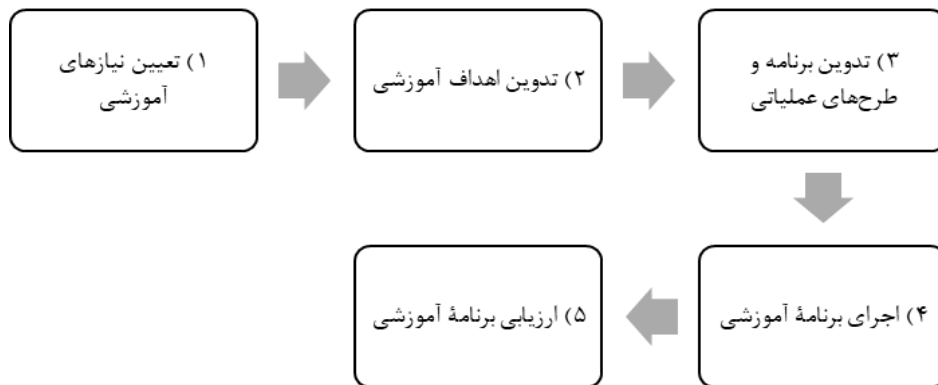 ۱) تعیین نیازهای
آموزشی
۲) تدوین اهداف آموزشی
۳) تدوین برنامه و
طرح‌های عملیاتی
۴) اجرای برنامهٔ آموزشی
۵) ارزیابی برنامهٔ آموزشی